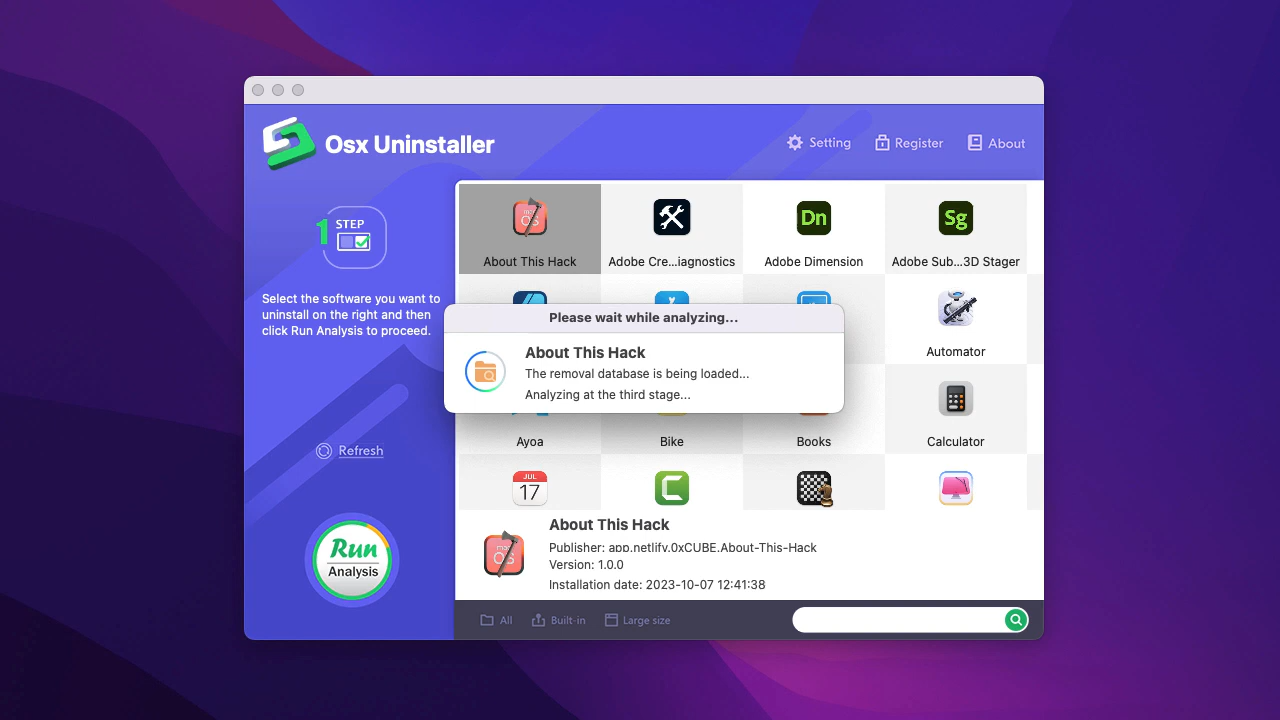 Osx Uninstaller
Setting
Register
About
1 STEP
Select the software you want to
uninstall on the right and then
click Run Analysis to proceed.
Refresh
Run
Analysis
About This Hack
Adobe Cre...iagnostics
Dn
Adobe Dimension
Sg
Adobe Sub...3D Stager
Automator
Please wait while analyzing...
About This Hack
The removal database is being loaded...
Analyzing at the third stage...
Ayoa
Bike
Books
Calculator
JUL
17
About This Hack
Publisher: app.netlify.0xCUBE.About-This-Hack
Version: 1.0.0
Installation date: 2023-10-07 12:41:38
All
Built-in
Large size